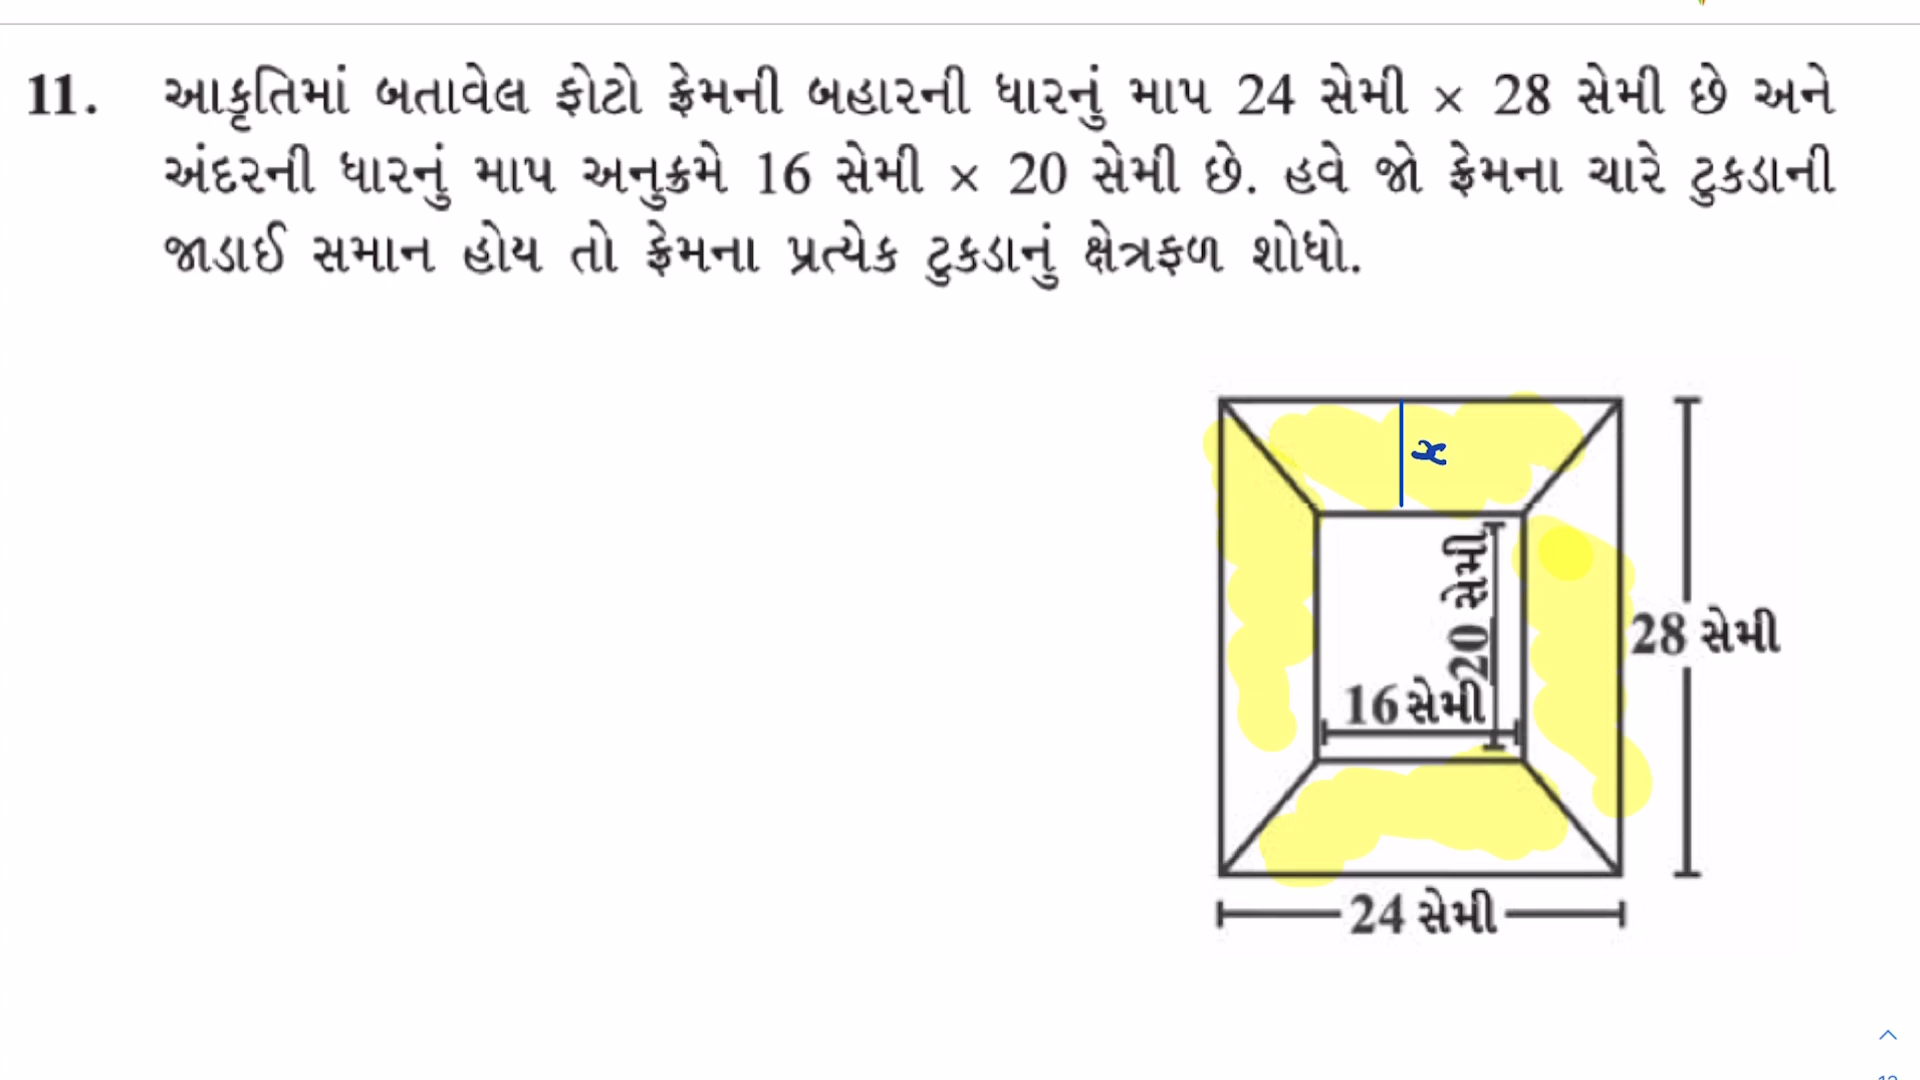 11. આકૃતિમાં બતાવેલ ફોટો ફ્રેમની બહારની ધારનું માપ 24 સેમી × 28 સેમી છે અને
અંદરની ધારનું માપ અનુક્રમે 16 સેમી × 20 સેમી છે. હવે જો ફ્રેમના ચારે ટુકડાની
જાડાઈ સમાન હોય તો ફ્રેમના પ્રત્યેક ટુકડાનું ક્ષેત્રફળ શોધો.
x
20 સેમી
28 સેમી
16 સેમી
24 સેમી